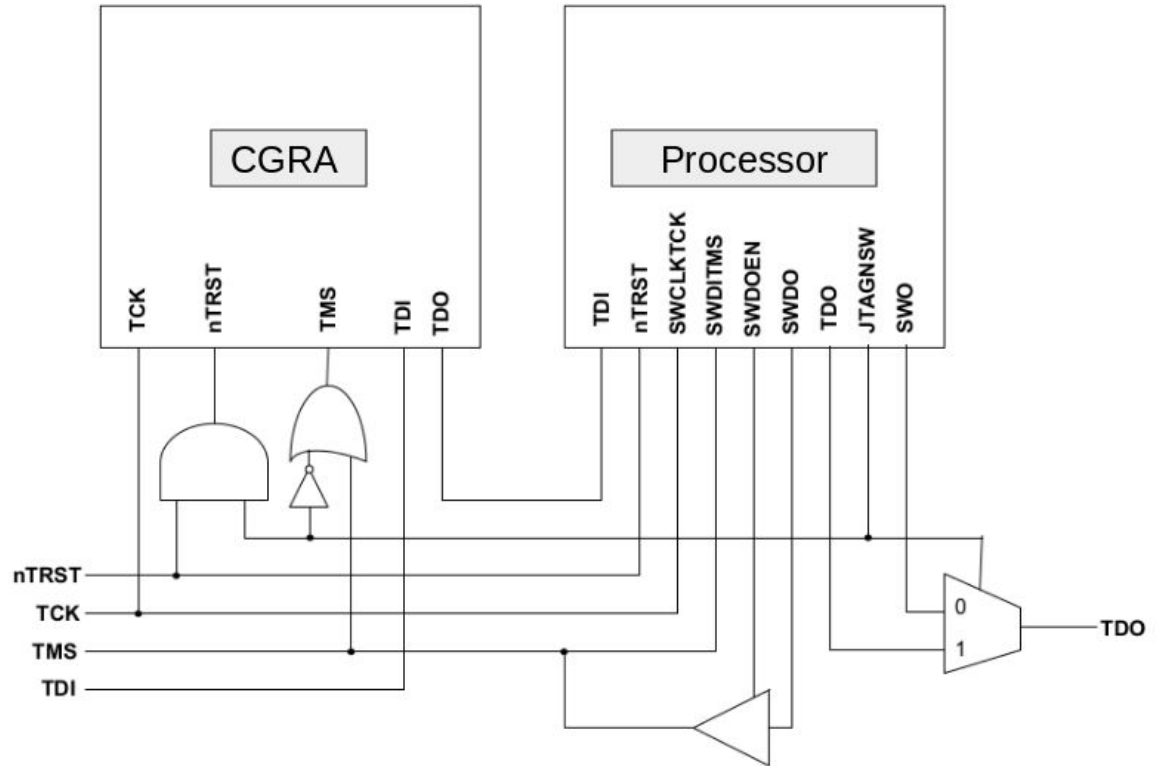 CGRA
Processor
TCK
nTRST
TMS
TDI
TDO
TDI
nTRST
SWCLKTCK
SWDITMS
SWDOEN
SWDO
TDO
JTAGNSW
SWO
nTRST
TCK
TMS
TDI
0
1
TDO